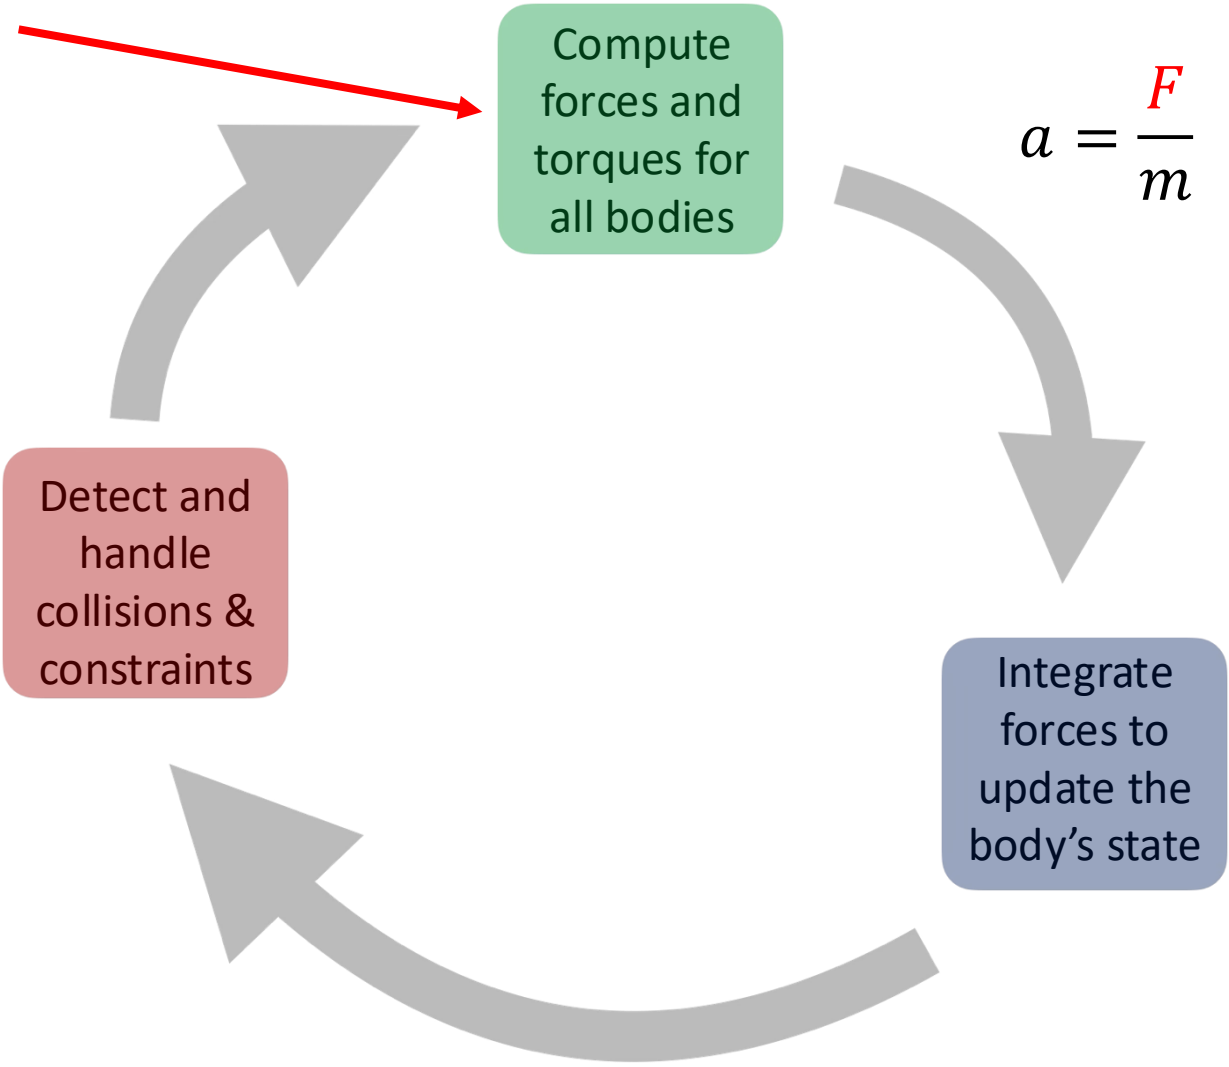 Compute
forces and
torques for
all bodies
a = F/m
Detect and
handle
collisions &
constraints
Integrate
forces to
update the
body’s state